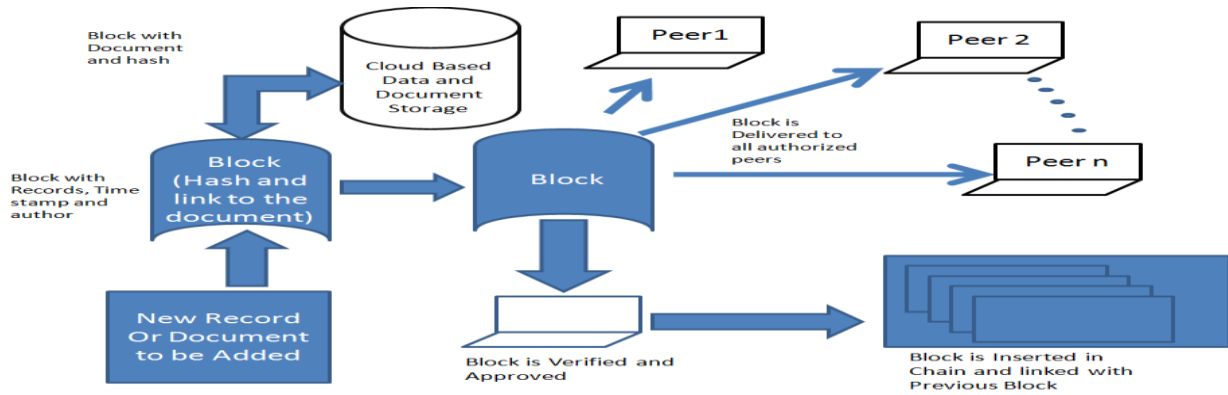 Block with
Document
and hash
Cloud Based
Data and
Document
Storage
Peer1
Peer 2
Block is
Delivered to
all authorized
peers
Peer n
Block with
Records, Time
stamp and
author
Block
(Hash and
link to the
document)
Block
New Record
Or Document
to be Added
Block is Verified and
Approved
Block is Inserted in
Chain and linked with
Previous Block